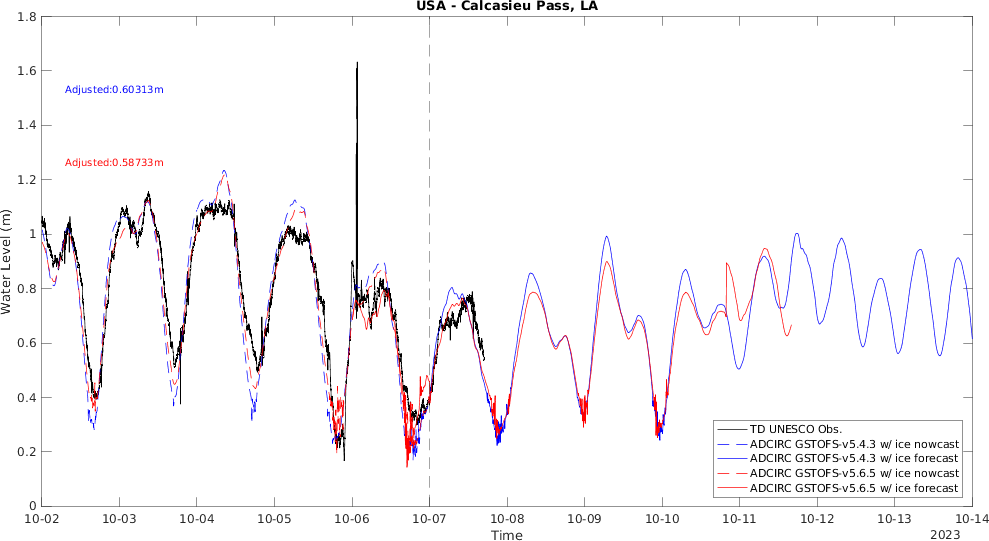 USA - Calcasieu Pass, LA
1.8
1.6
1.4
1.2
1
0.8
0.6
0.4
0.2
0
Water Level (m)
Adjusted:0.60313m
Adjusted:0.58733m
TD UNESCO Obs.
ADCIRC GSTOFS-v5.4.3 w/ ice nowcast
ADCIRC GSTOFS-v5.4.3 w/ ice forecast
ADCIRC GSTOFS-v5.6.5 w/ ice nowcast
ADCIRC GSTOFS-v5.6.5 w/ ice forecast
10-02 10-03 10-04 10-05 10-06 10-07 10-08 10-09 10-10 10-11 10-12 10-13 10-14
Time
2023